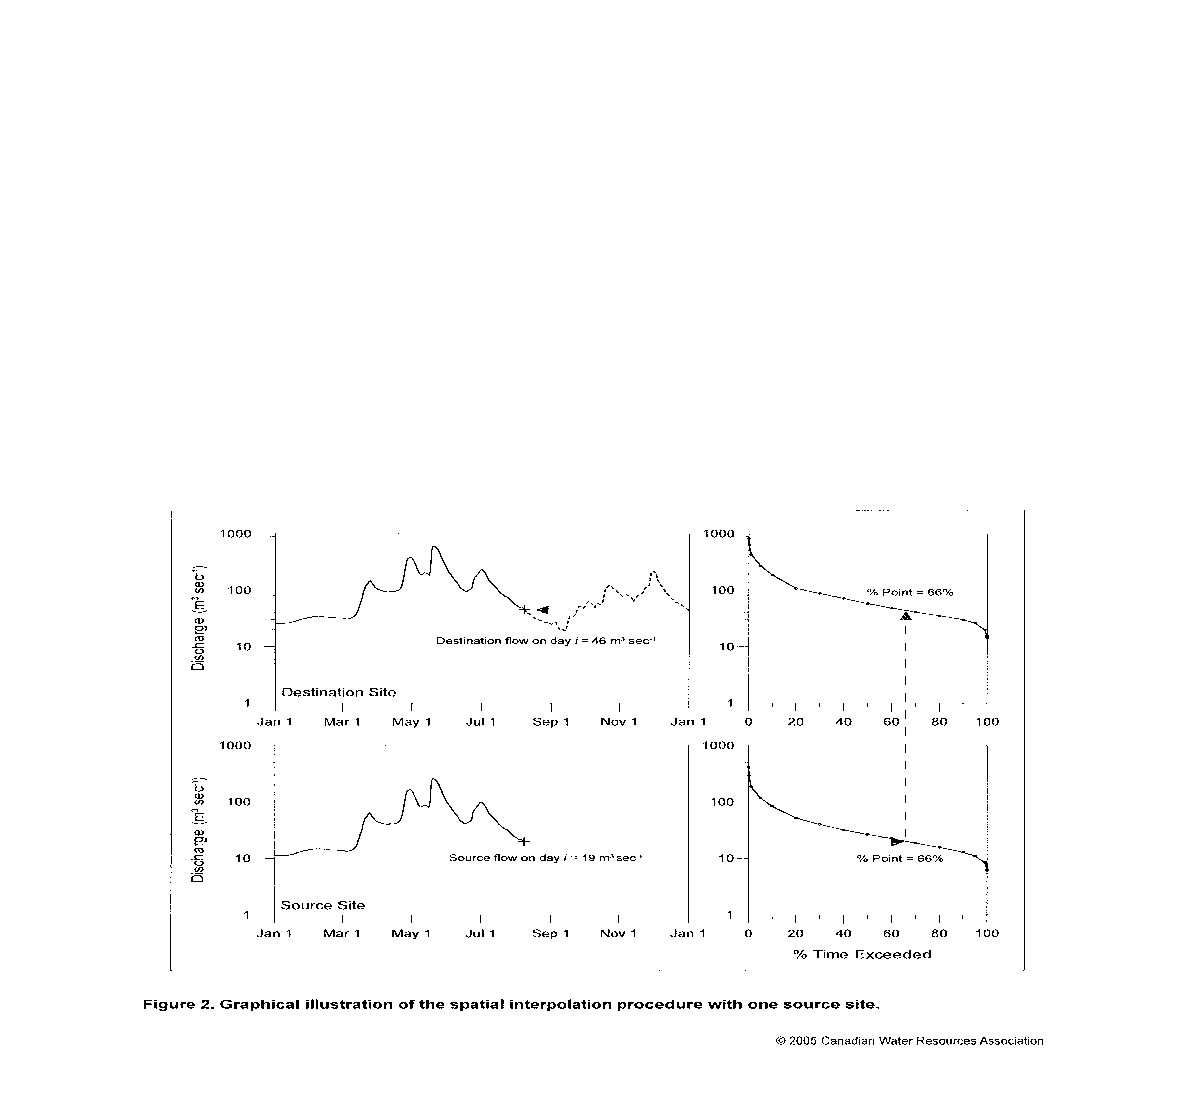 1000
1000
100
100
% Point = 66%
Destination flow on day i = 46 m³ sec⁻¹
10
10
Discharge (m³ sec⁻¹)
Destination Site
1
1
Jan 1 Mar 1 May 1 Jul 1 Sep 1 Nov 1 Jan 1
0 20 40 60 80 100
1000
1000
100
100
Source flow on day i = 19 m³ sec⁻¹
% Point = 66%
10
10
Discharge (m³ sec⁻¹)
Source Site
1
1
Jan 1 Mar 1 May 1 Jul 1 Sep 1 Nov 1 Jan 1
0 20 40 60 80 100
% Time Exceeded
Figure 2. Graphical illustration of the spatial interpolation procedure with one source site.
© 2005 Canadian Water Resources Association